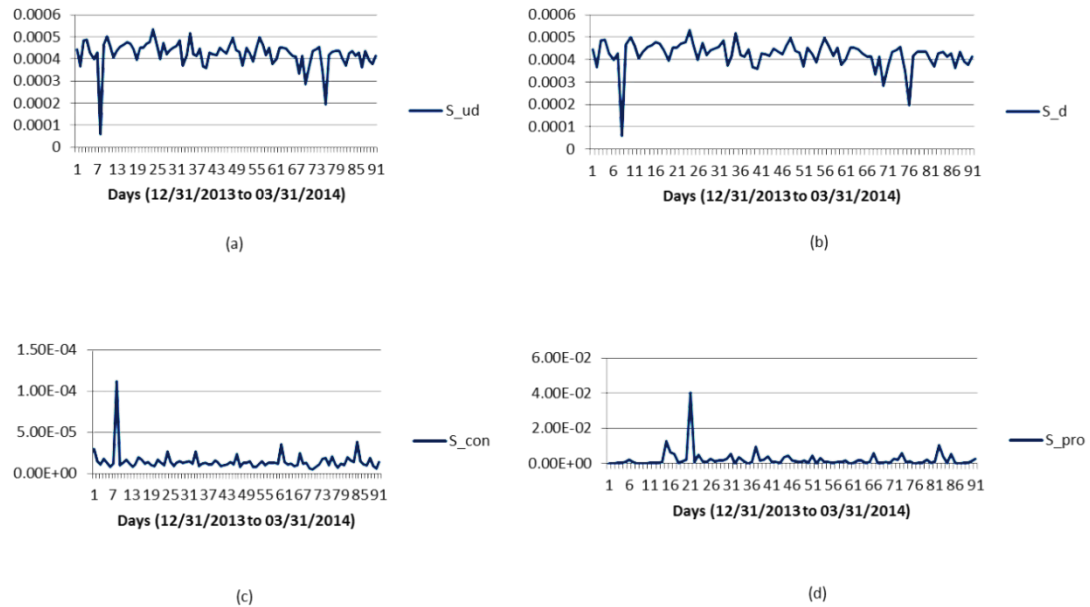 0.0006
0.0005
0.0004
0.0003
0.0002
0.0001
0
S_ud
1 7 13 19 25 31 37 43 49 55 61 67 73 79 85 91
Days (12/31/2013 to 03/31/2014)
(a)
0.0006
0.0005
0.0004
0.0003
0.0002
0.0001
0
S_d
1 6 11 16 21 26 31 36 41 46 51 56 61 66 71 76 81 86 91
Days (12/31/2013 to 03/31/2014)
(b)
1.50E-04
1.00E-04
5.00E-05
0.00E+00
S_con
1 7 13 19 25 31 37 43 49 55 61 67 73 79 85 91
Days (12/31/2013 to 03/31/2014)
(c)
6.00E-02
4.00E-02
2.00E-02
0.00E+00
S_pro
1 6 11 16 21 26 31 36 41 46 51 56 61 66 71 76 81 86 91
Days (12/31/2013 to 03/31/2014)
(d)